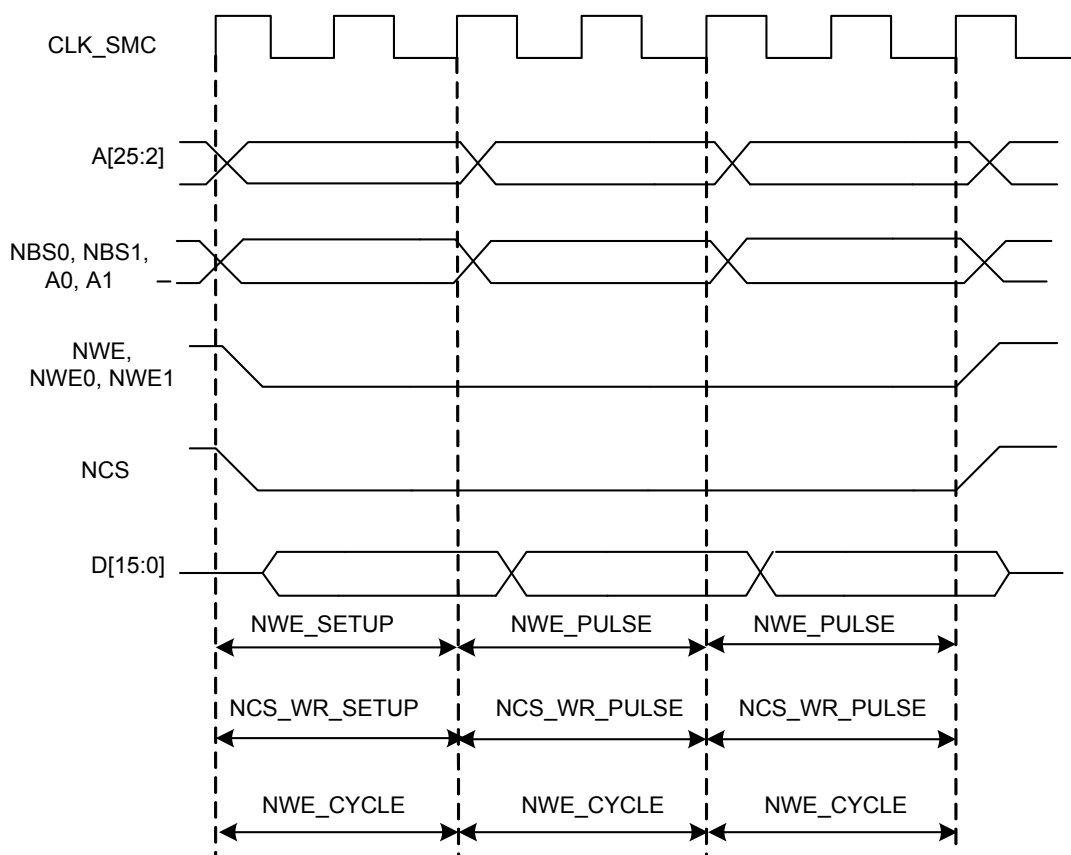 CLK_SMC
A[25:2]
NBS0, NBS1,
A0, A1
NWE,
NWE0, NWE1
NCS
D[15:0]
NWE_SETUP NWE_PULSE NWE_PULSE
NCS_WR_SETUP NCS_WR_PULSE NCS_WR_PULSE
NWE_CYCLE NWE_CYCLE NWE_CYCLE